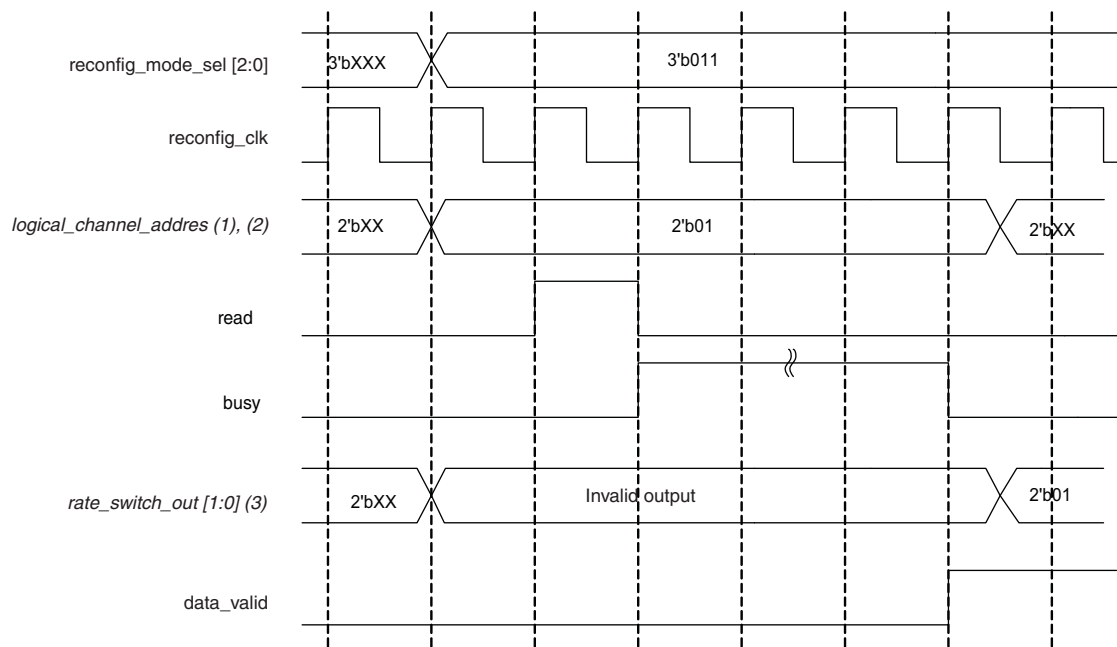 reconfig_mode_sel [2:0] 3'bXXX 3'b011
reconfig_clk
logical_channel_addres (1), (2) 2'bXX 2'b01 2'bXX
read
busy
rate_switch_out [1:0] (3) 2'bXX Invalid output 2'b01
data_valid